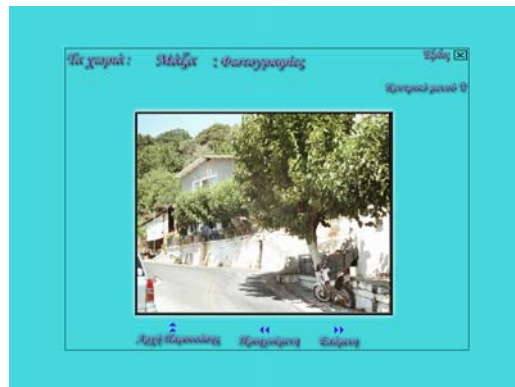 Τα χωριά : Μάζα : Φωτογραφίες
Έξοδος
Κεντρικό μενού
Αρχή Παρουσίασης
Προηγούμενη
Επόμενη